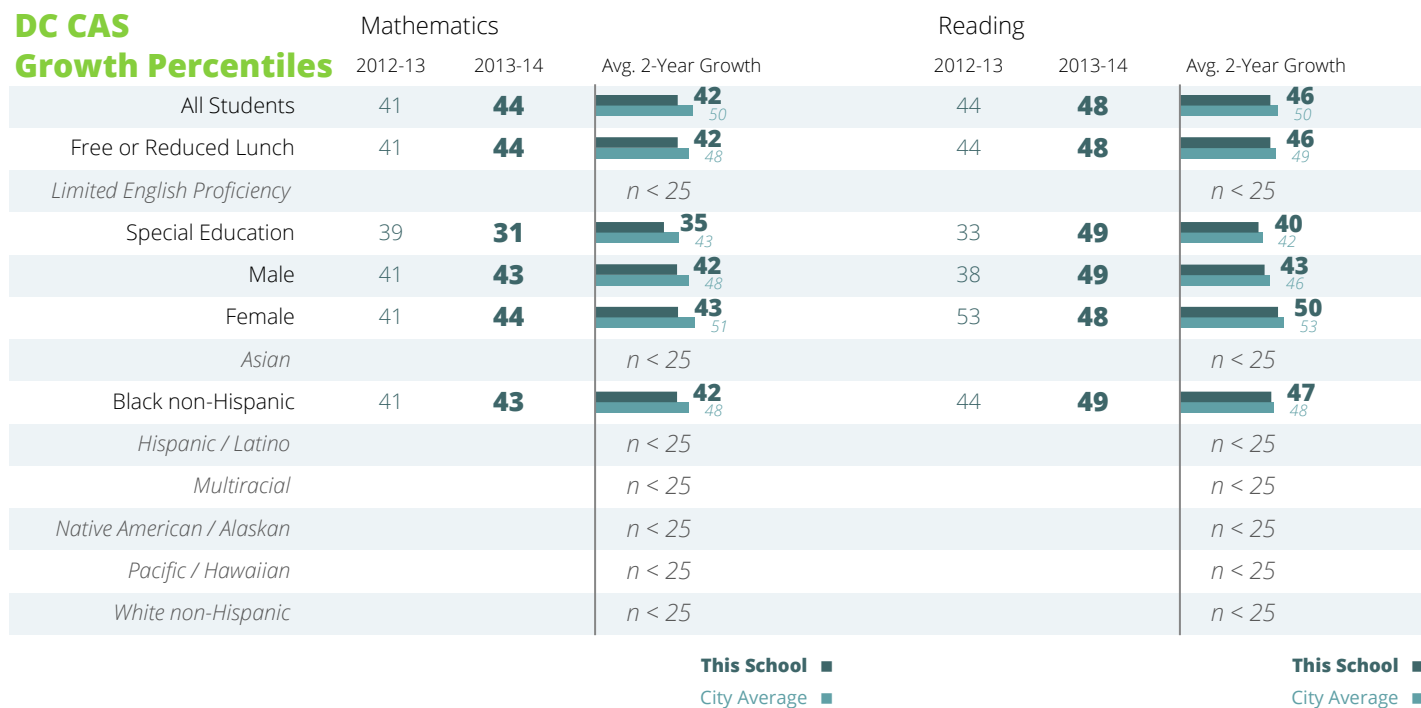 DC CAS
Growth Percentiles
Mathematics Reading
2012-13 2013-14 Avg. 2-Year Growth 2012-13 2013-14 Avg. 2-Year Growth
All Students 41 44 42 50 44 48 46 50
Free or Reduced Lunch 41 44 42 48 44 48 46 49
Limited English Proficiency n < 25 n < 25
Special Education 39 31 35 43 33 49 40 42
Male 41 43 42 48 38 49 43 46
Female 41 44 43 51 53 48 50 53
Asian n < 25 n < 25
Black non-Hispanic 41 43 42 48 44 49 47 48
Hispanic / Latino n < 25 n < 25
Multiracial n < 25 n < 25
Native American / Alaskan n < 25 n < 25
Pacific / Hawaiian n < 25 n < 25
White non-Hispanic n < 25 n < 25
This School This School
City Average City Average